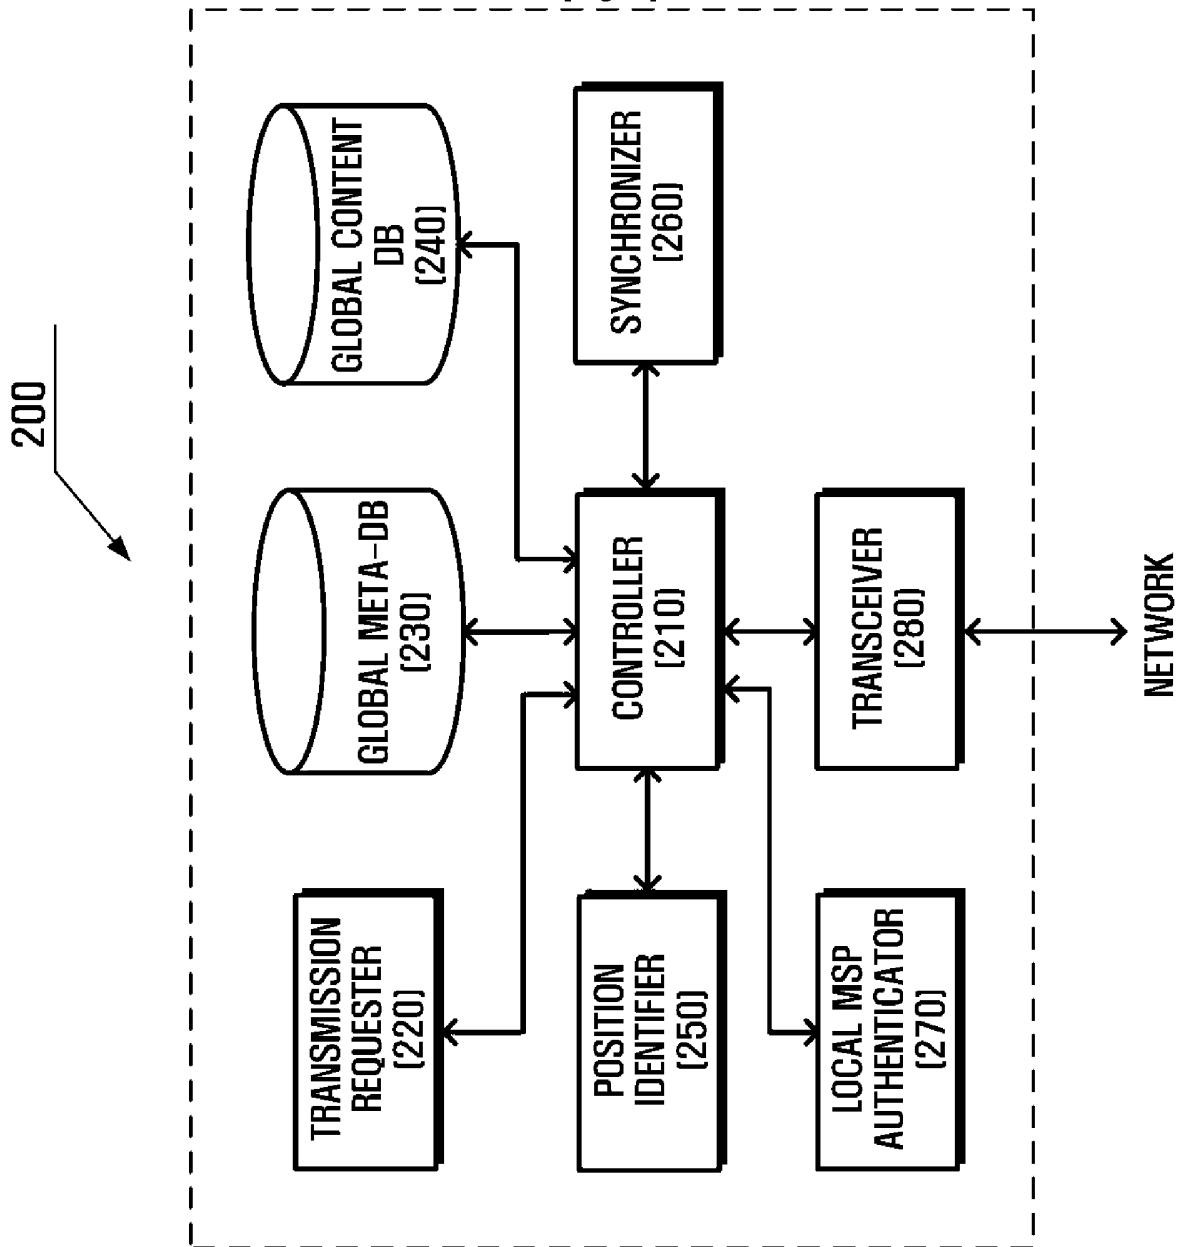 200
TRANSMISSION
REQUESTER
(220)
GLOBAL META-DB
(230)
GLOBAL CONTENT
DB
(240)
POSITION
IDENTIFIER
(250)
CONTROLLER
(210)
SYNCHRONIZER
(260)
LOCAL MSP
AUTHENTICATOR
(270)
TRANSCEIVER
(280)
NETWORK